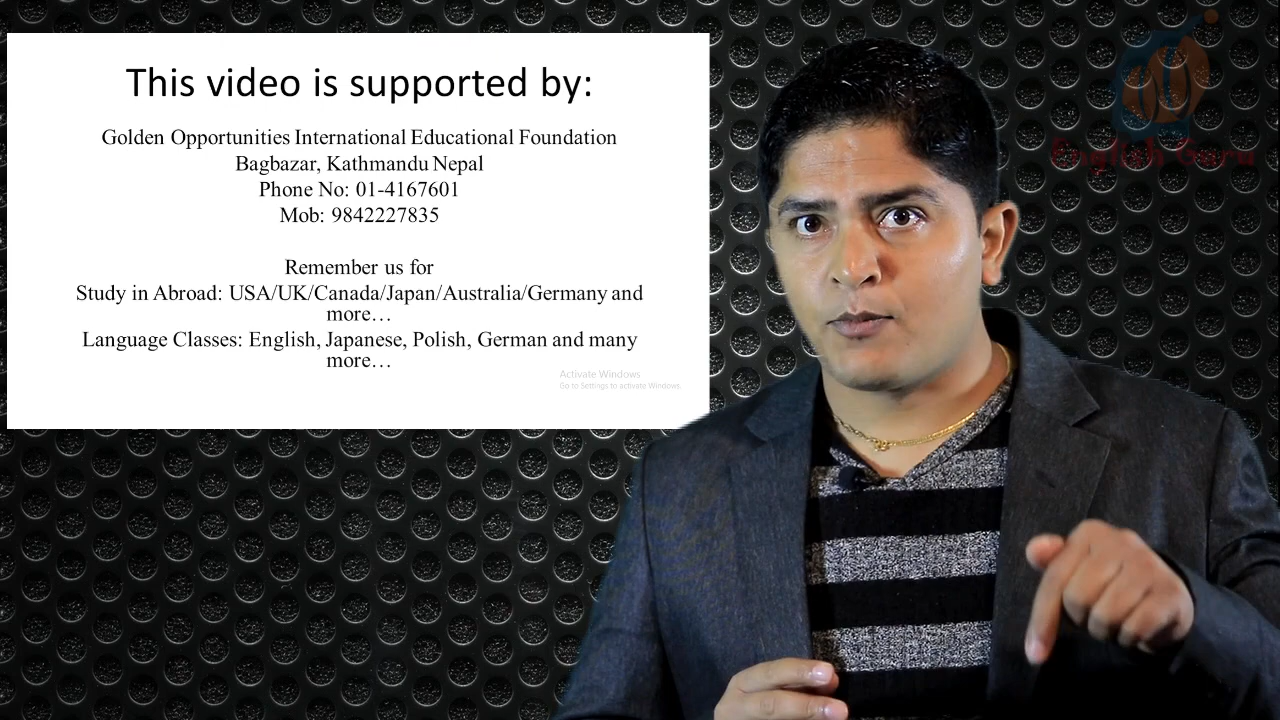 This video is supported by:
Golden Opportunities International Educational Foundation
Bagbazar, Kathmandu Nepal
Phone No: 01-4167601
Mob: 9842227835
Remember us for
Study in Abroad: USA/UK/Canada/Japan/Australia/Germany and
more…
Language Classes: English, Japanese, Polish, German and many
more…
Activate Windows
Go to Settings to activate Windows.
English Guru